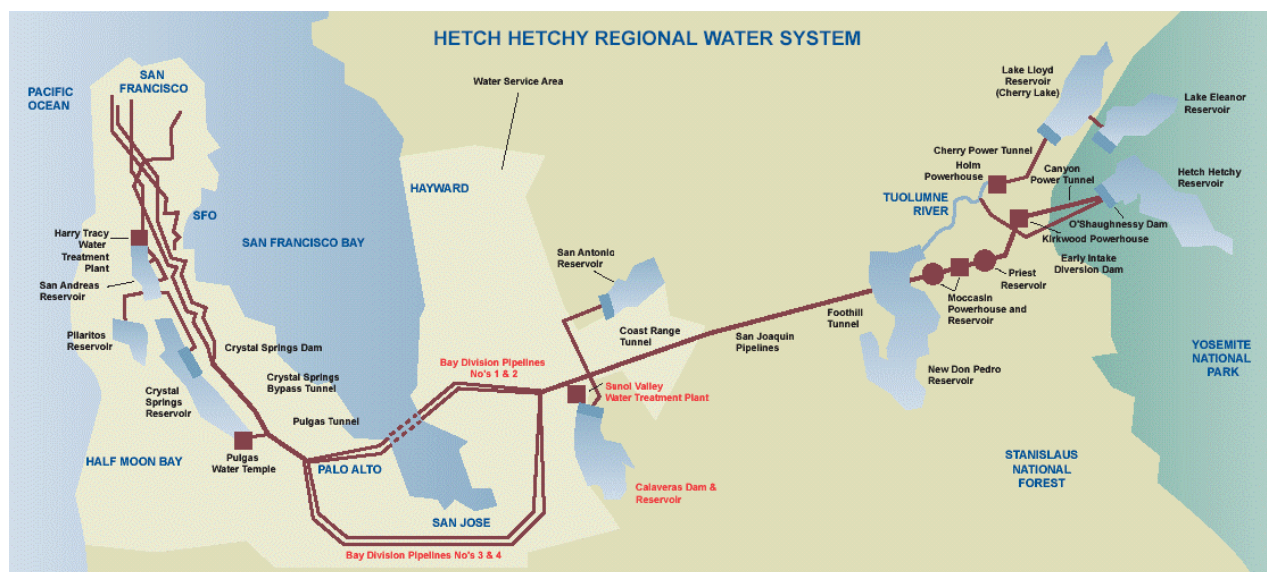 HETCH HETCHY REGIONAL WATER SYSTEM
PACIFIC
OCEAN
SAN
FRANCISCO
Water Service Area
Lake Lloyd
Reservoir
(Cherry Lake)
Lake Eleanor
Reservoir
Cherry Power Tunnel
Holm
Powerhouse
Canyon
Power Tunnel
Hetch Hetchy
Reservoir
HAYWARD
TUOLUMNE
RIVER
SFO
O'Shaughnessy Dam
Kirkwood Powerhouse
Harry Tracy
Water
Treatment
Plant
SAN FRANCISCO BAY
San Antonio
Reservoir
Early Intake
Diversion Dam
Priest
Reservoir
San Andreas
Reservoir
Moccasin
Powerhouse and
Reservoir
Foothill
Tunnel
Coast Range
Tunnel
San Joaquin
Pipelines
Pilaritos
Reservoir
Crystal Springs Dam
YOSEMITE
NATIONAL
PARK
Bay Division Pipelines
No's 1 & 2
New Don Pedro
Reservoir
Crystal Springs
Bypass Tunnel
Sunol Valley
Water Treatment Plant
Crystal
Springs
Reservoir
Pulgas Tunnel
HALF MOON BAY
Pulgas
Water Temple
PALO ALTO
STANISLAUS
NATIONAL
FOREST
Calaveras Dam &
Reservoir
SAN JOSE
Bay Division Pipelines No's 3 & 4